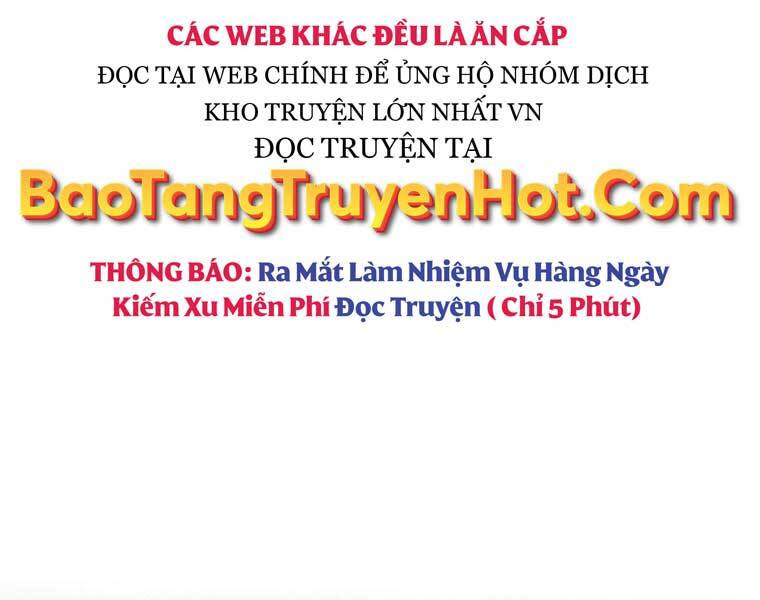 CÁC WEB KHÁC ĐỀU LÀ ĂN CẮP
ĐỌC TẠI WEB CHÍNH ĐỂ ỦNG HỘ NHÓM DỊCH
KHO TRUYỆN LỚN NHẤT VN
ĐỌC TRUYỆN TẠI
BaoTangTruyenHot.Com
THÔNG BÁO: Ra Mắt Làm Nhiệm Vụ Hàng Ngày
Kiếm Xu Miễn Phí Đọc Truyện ( Chỉ 5 Phút)